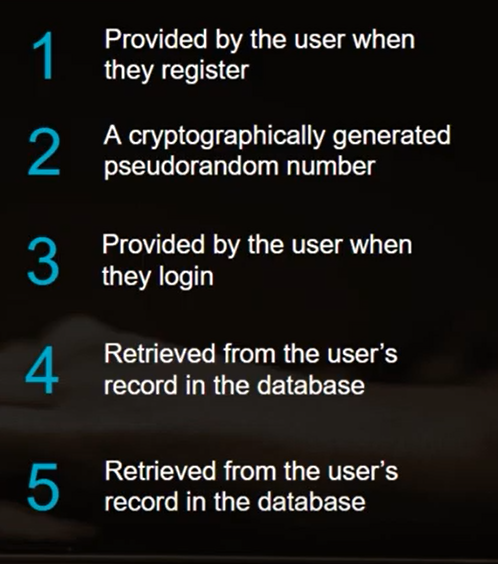 1 Provided by the user when
they register
2 A cryptographically generated
pseudorandom number
3 Provided by the user when
they login
4 Retrieved from the user's
record in the database
5 Retrieved from the user's
record in the database